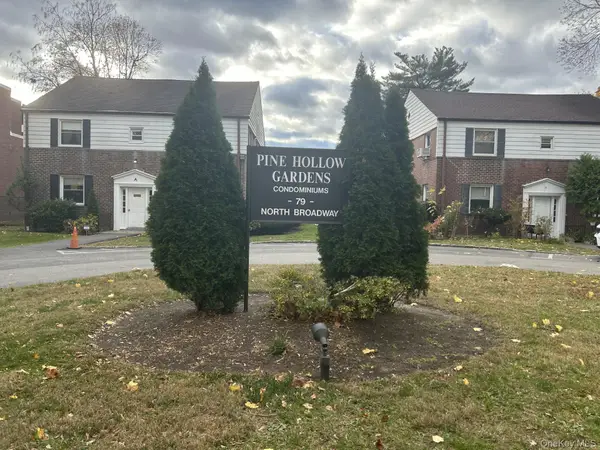 PINE HOLLOW
GARDENS
CONDOMINIUMS
- 79 -
NORTH BROADWAY
A
OneKey MLS